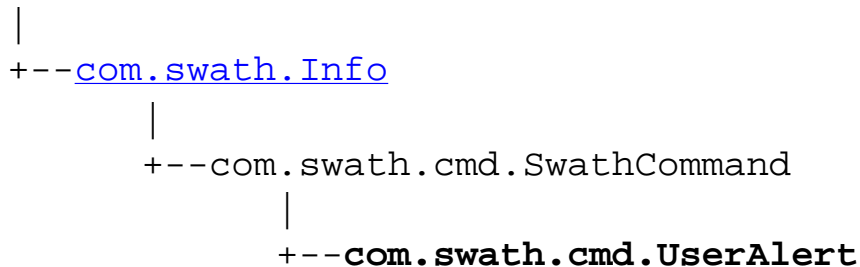 |
+--com.swath.Info
|
+--com.swath.cmd.SwathCommand
|
+--com.swath.cmd.UserAlert